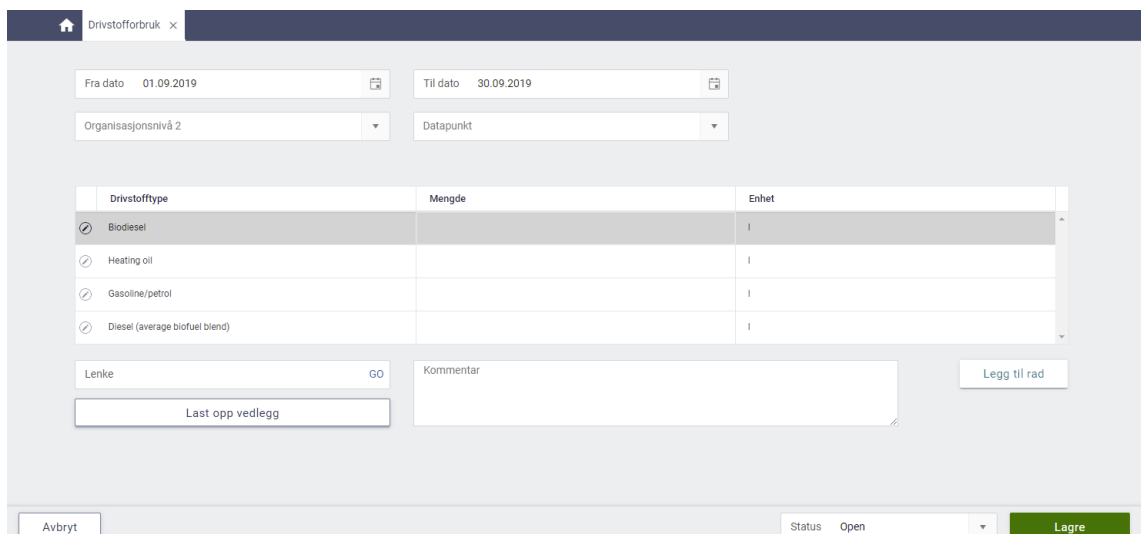 Drivstofforbruk ×
Fra dato 01.09.2019 Til dato 30.09.2019
Organisasjonsnivå 2 Datapunkt
Drivstofftype Mengde Enhet
Biodiesel l
Heating oil l
Gasoline/petrol l
Diesel (average biofuel blend) l
Lenke GO Kommentar Legg til rad
Last opp vedlegg
Avbryt Status Open Lagre